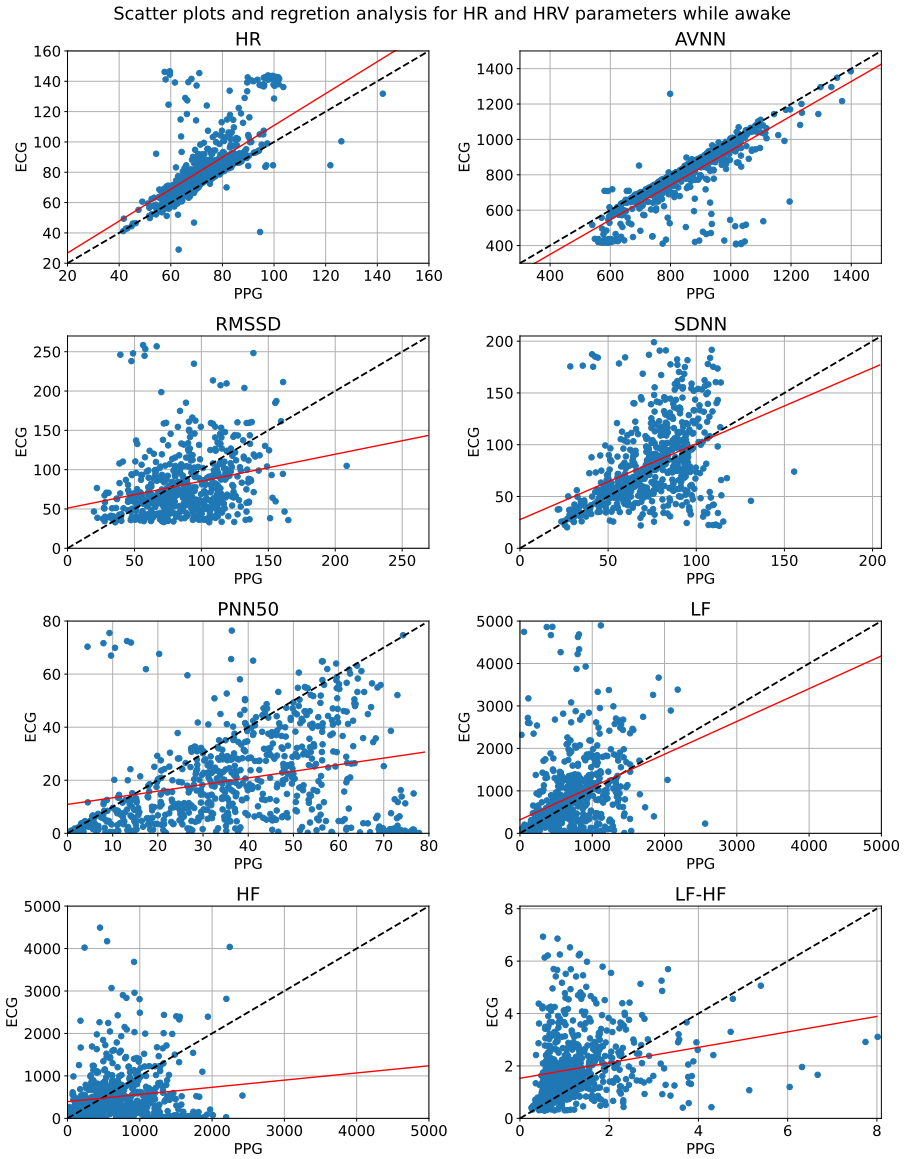 Scatter plots and regretion analysis for HR and HRV parameters while awake
HR
AVNN
160
140
120
100
80
60
40
20
ECG
20 40 60 80 100 120 140 160
PPG
1400
1200
1000
800
600
400
ECG
400 600 800 1000 1200 1400
PPG
RMSSD
SDNN
250
200
150
100
50
0
ECG
0 50 100 150 200 250
PPG
200
150
100
50
0
ECG
0 50 100 150 200
PPG
PNN50
LF
80
60
40
20
0
ECG
0 10 20 30 40 50 60 70 80
PPG
5000
4000
3000
2000
1000
0
ECG
0 1000 2000 3000 4000 5000
PPG
HF
LF-HF
5000
4000
3000
2000
1000
0
ECG
0 1000 2000 3000 4000 5000
PPG
8
6
4
2
0
ECG
0 2 4 6 8
PPG